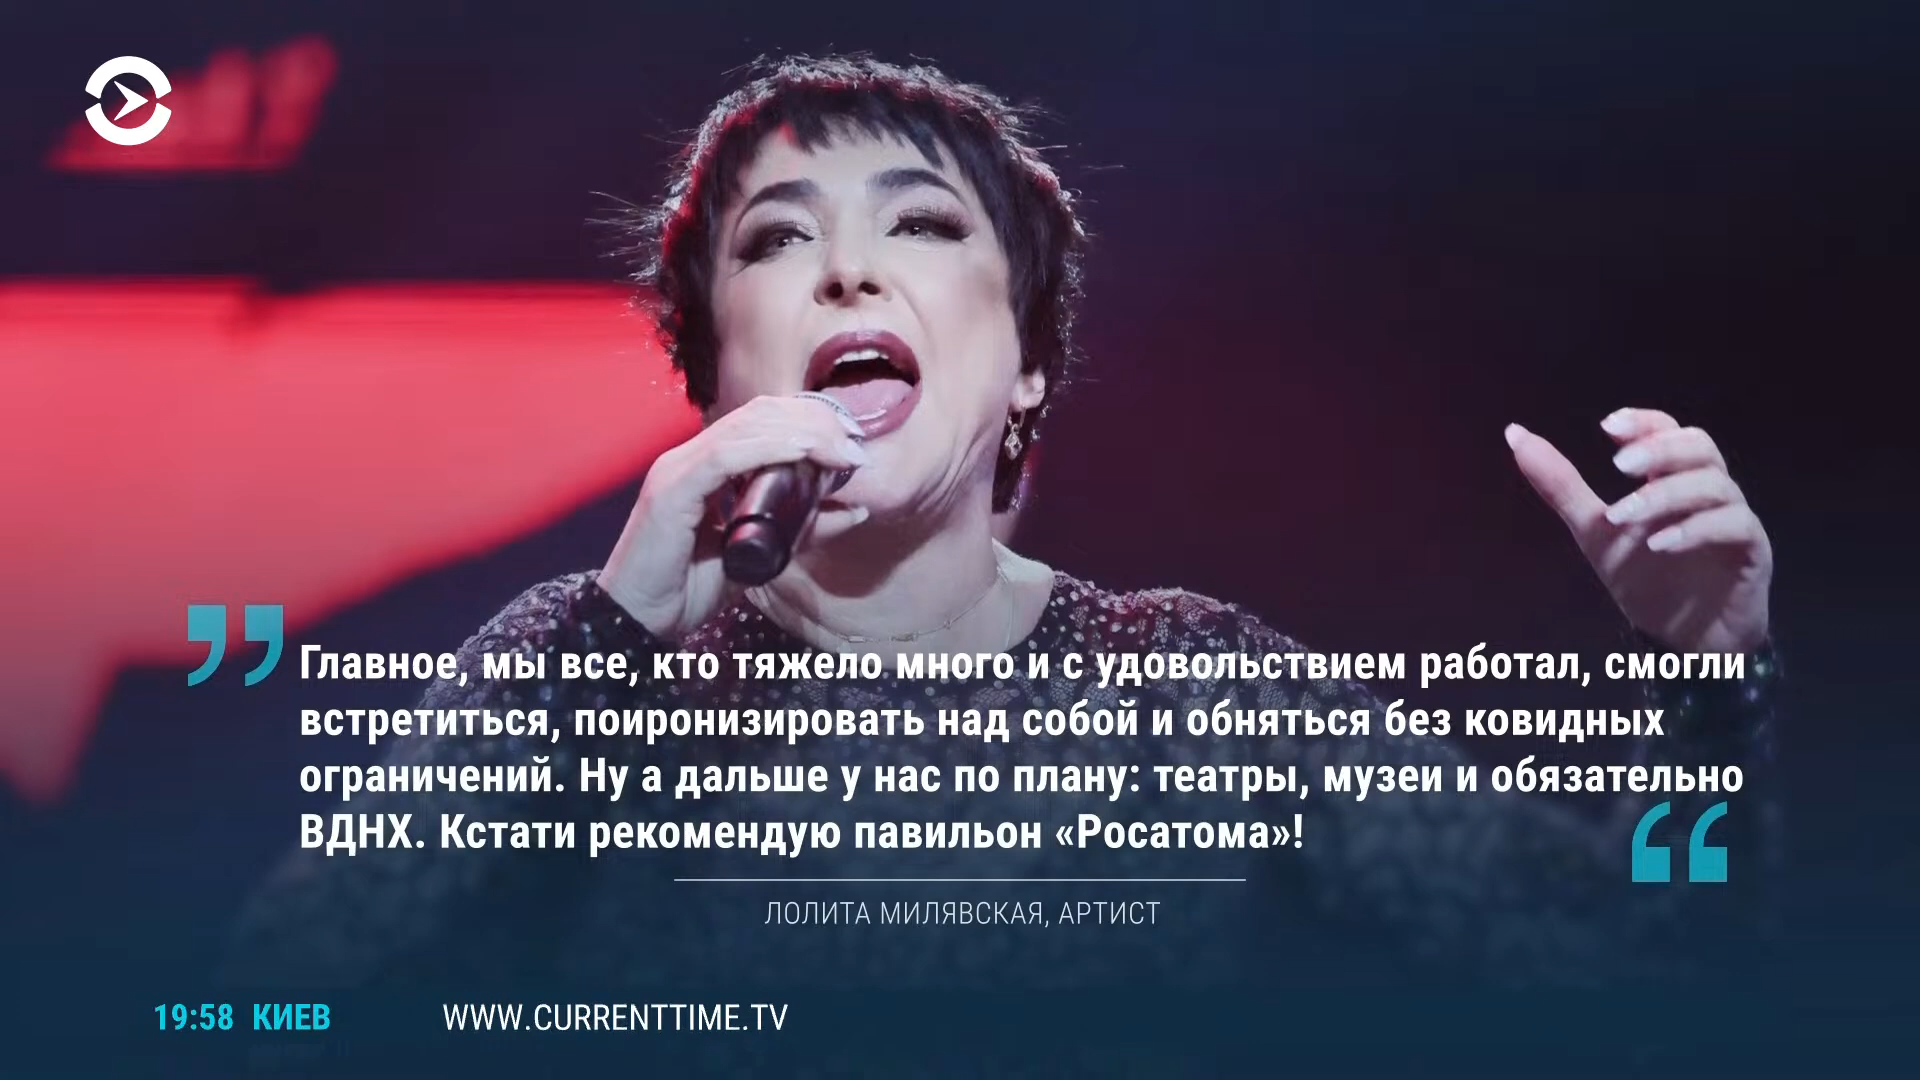 Главное, мы все, кто тяжело много и с удовольствием работал, смогли
встретиться, поиронизировать над собой и обняться без ковидных
ограничений. Ну а дальше у нас по плану: театры, музеи и обязательно
ВДНХ. Кстати рекомендую павильон «Росатома»!
ЛОЛИТА МИЛЯВСКАЯ, АРТИСТ
19:58 КИЕВ WWW.CURRENTTIME.TV